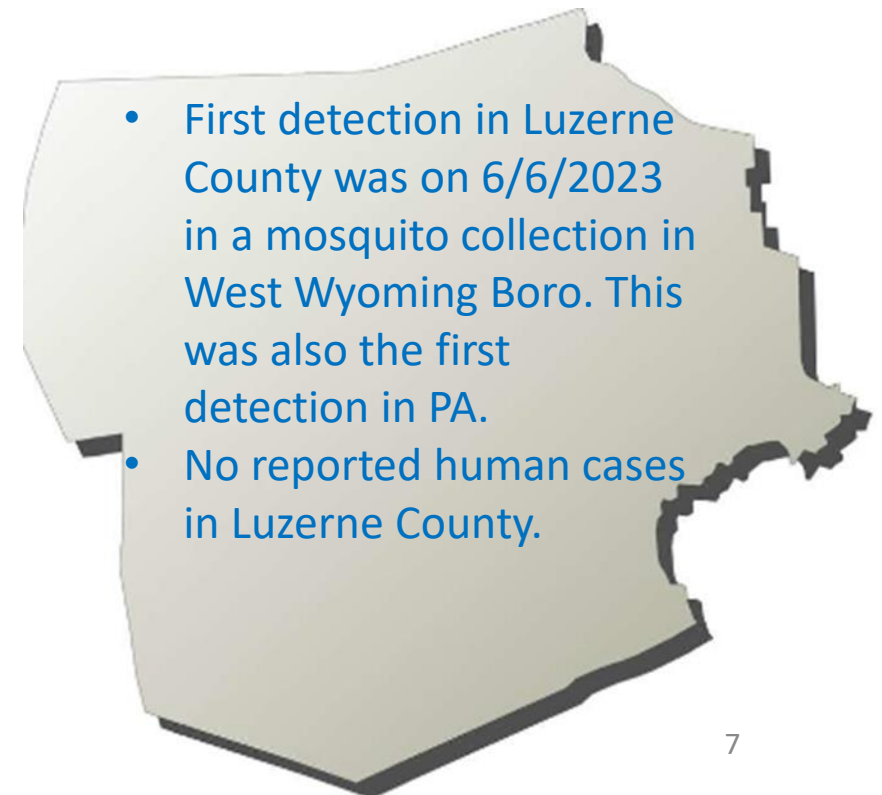 • First detection in Luzerne
County was on 6/6/2023
in a mosquito collection in
West Wyoming Boro. This
was also the first
detection in PA.
• No reported human cases
in Luzerne County.
7